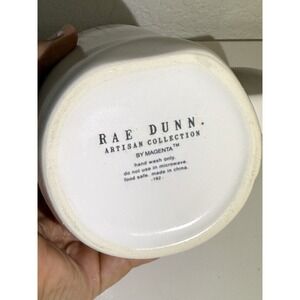 RAE DUNN.
ARTISAN COLLECTION
BY MAGENTA™
hand wash only.
do not use in microwave.
food safe. made in china.